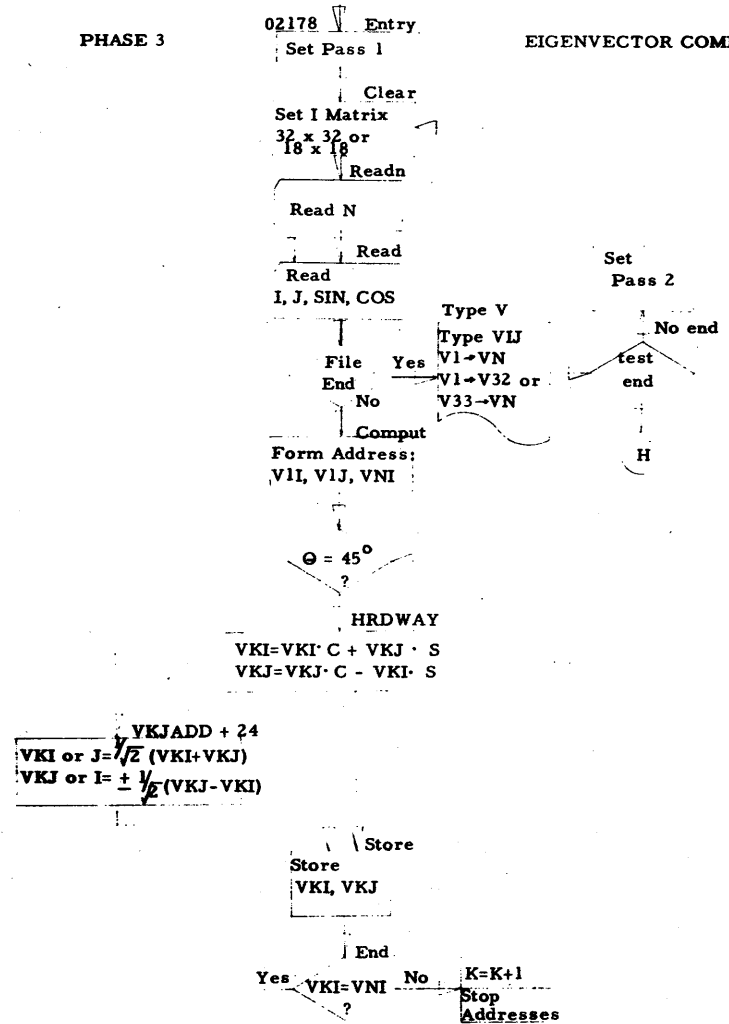 PHASE 3
EIGENVECTOR COM
02178 Entry
Set Pass 1
Clear
Set I Matrix
32 x 32 or
18 x 18
Readn
Read N
Read
Read
I, J, SIN, COS
File
End
Yes
No
Type V
Type VIJ
V1→VN
V1→V32 or
V33→VN
Set
Pass 2
No end
test
end
H
Comput
Form Address:
V1I, V1J, VNI
Θ = 45°
?
HRDWAY
VKI=VKI· C + VKJ · S
VKJ=VKJ· C - VKI· S
VKJADD + 24
VKI or J=1/√2 (VKI+VKJ)
VKJ or I= ± 1/√2 (VKJ-VKI)
Store
Store
VKI, VKJ
End
Yes
VKI=VNI
?
No
K=K+1
Stop
Addresses